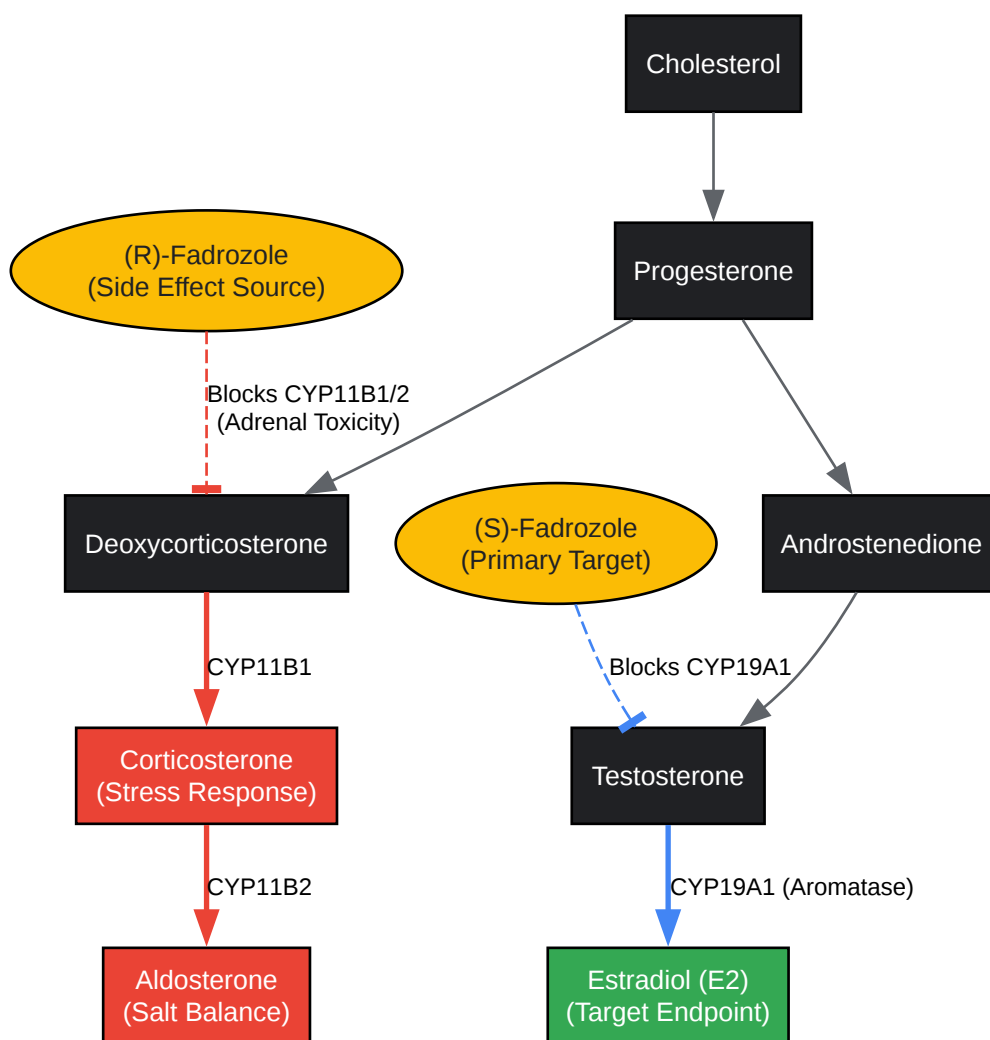 Cholesterol
(R)-Fadrozole
(Side Effect Source)
Progesterone
Blocks CYP11B1/2
(Adrenal Toxicity)
Deoxycorticosterone
(S)-Fadrozole
(Primary Target)
Androstenedione
CYP11B1
Blocks CYP19A1
Corticosterone
(Stress Response)
Testosterone
CYP11B2
CYP19A1 (Aromatase)
Aldosterone
(Salt Balance)
Estradiol (E2)
(Target Endpoint)